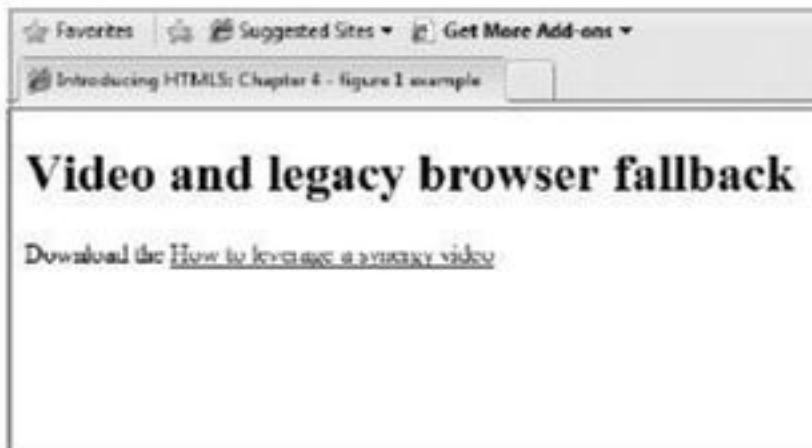 Favorites Suggested Sites Get More Add-ons
Introducing HTML5: Chapter 4 - figure 1 example
Video and legacy browser fallback
Download the How to leverage a synergy video